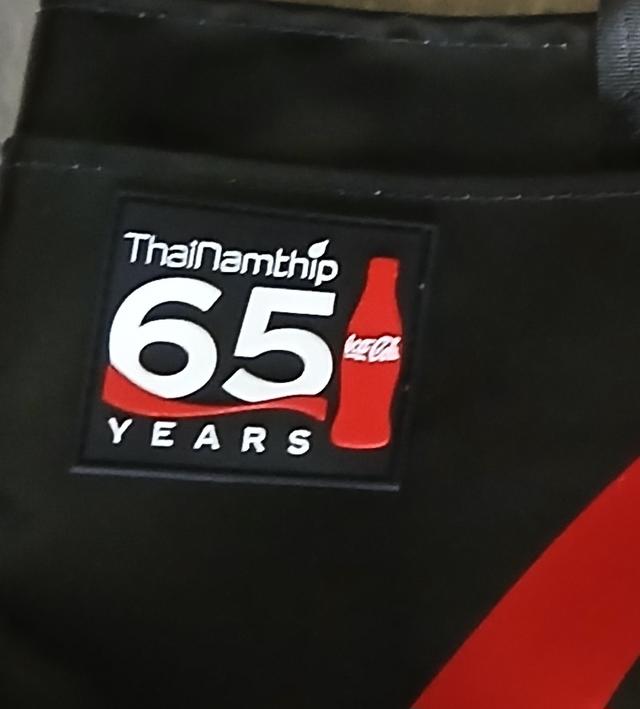 ThaiNamthip
65
Coca-Cola
YEARS